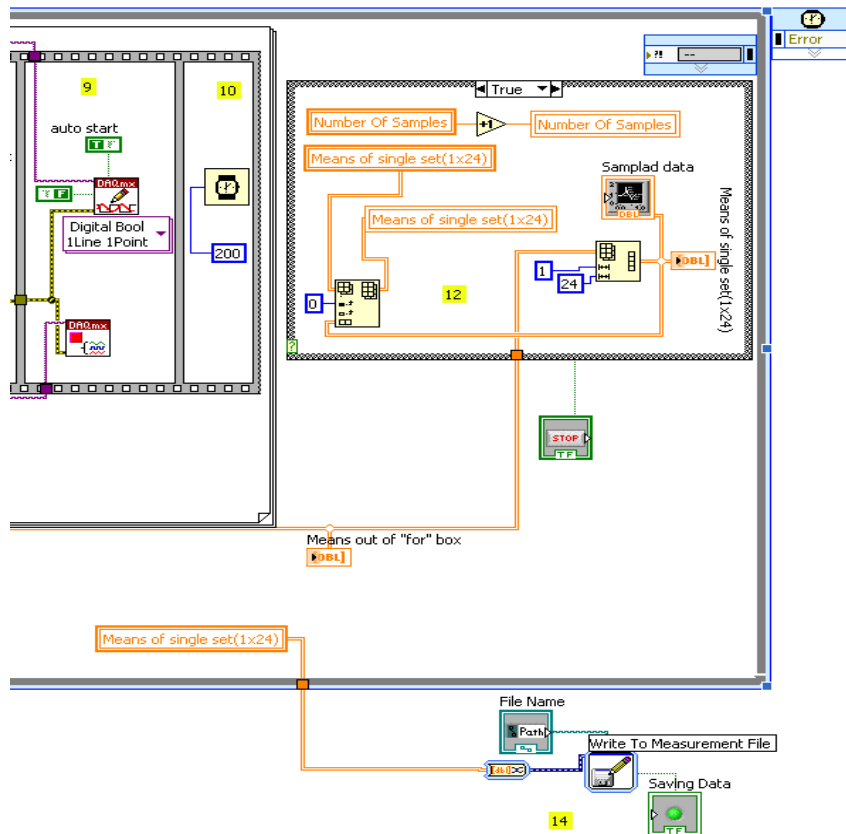 Error
?! --
9
10
True
auto start
T F
F
DAQmx
Digital Bool
1Line 1Point
200
DAQmx
Number Of Samples
+1
Number Of Samples
Means of single set(1x24)
Samplad data
DBL
Means of single set(1x24)
Means of single set(1x24)
1
24
DBL]
0
12
?
STOP
TF
Means out of "for" box
DBL]
Means of single set(1x24)
File Name
Path
Write To Measurement File
[dbl]
Saving Data
TF
14